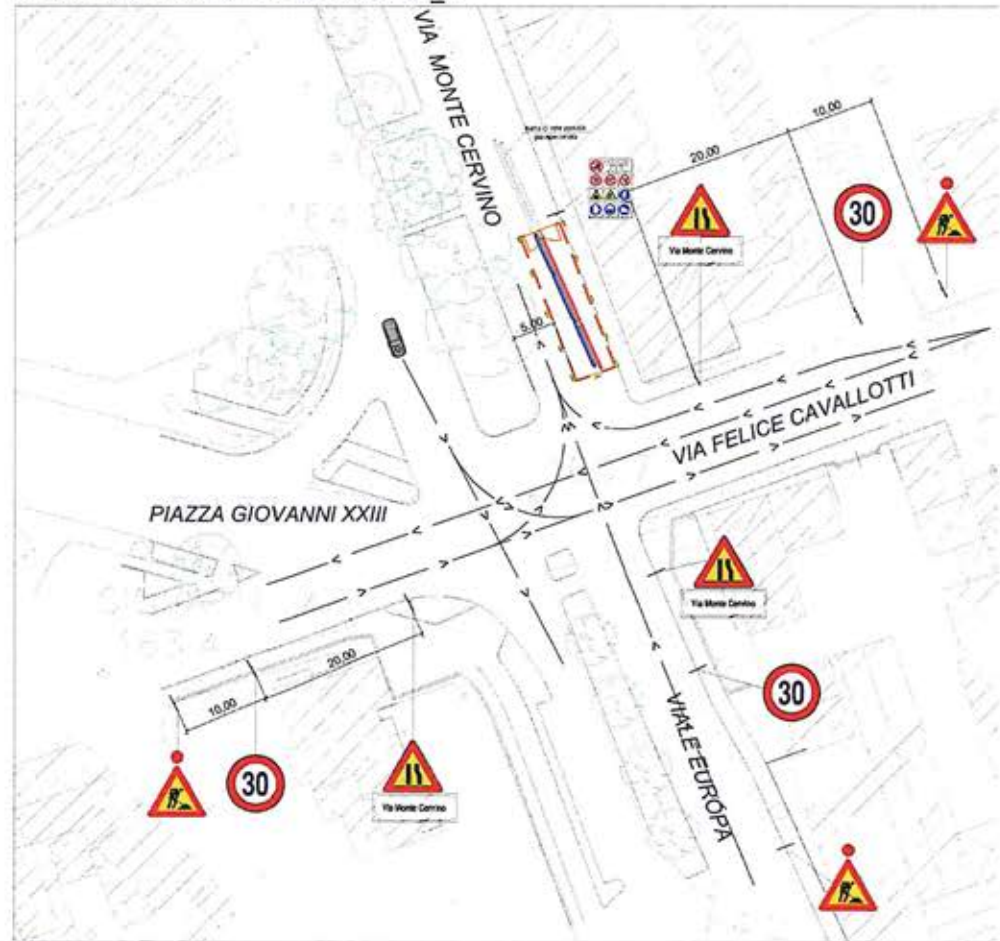 VIA MONTE CERVINO
10,00
20,00
30
Via Monte Cervino
5,00
VIA FELICE CAVALLOTTI
PIAZZA GIOVANNI XXIII
Via Monte Cervino
20,00
10,00
30
VIALE EUROPA
30
Via Monte Cervino